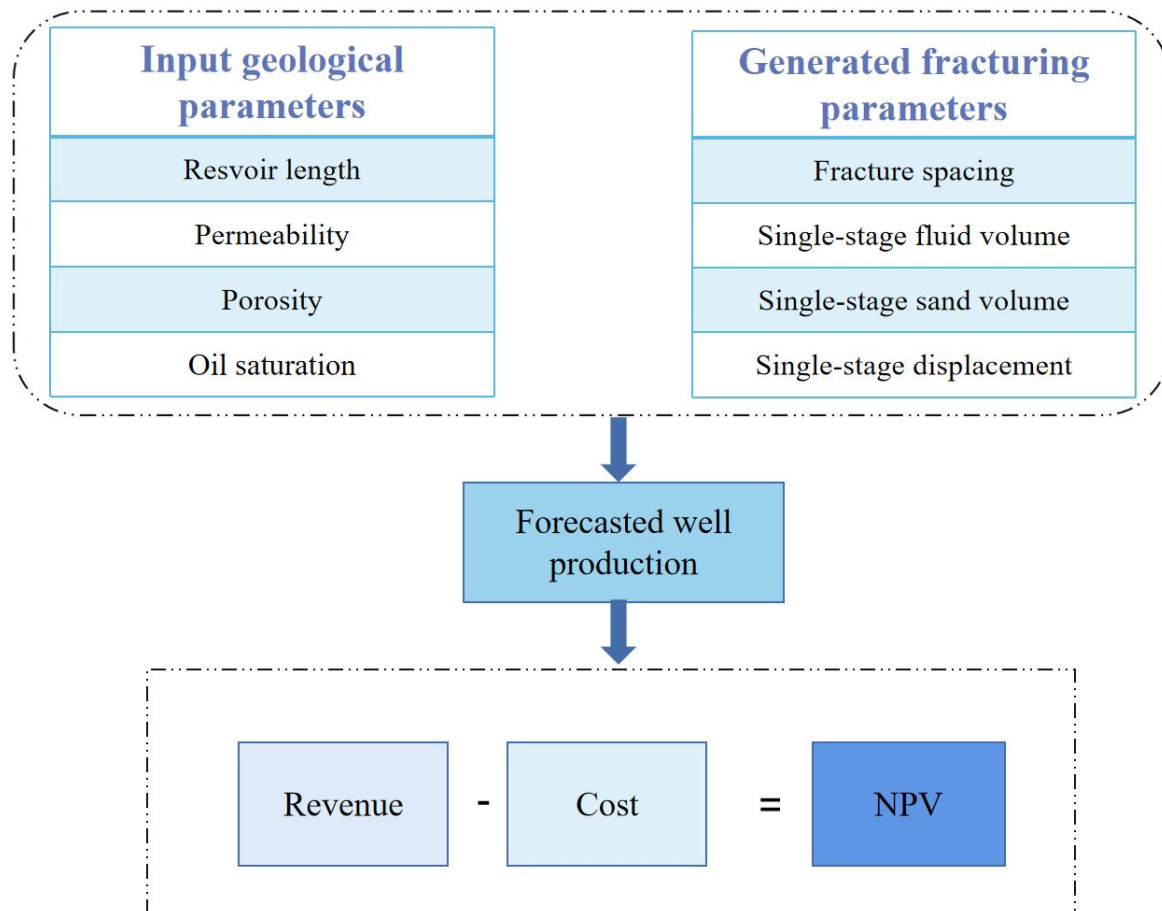 Input geological
parameters
Resvoir length
Permeability
Porosity
Oil saturation
Generated fracturing
parameters
Fracture spacing
Single-stage fluid volume
Single-stage sand volume
Single-stage displacement
Forecasted well
production
Revenue - Cost = NPV